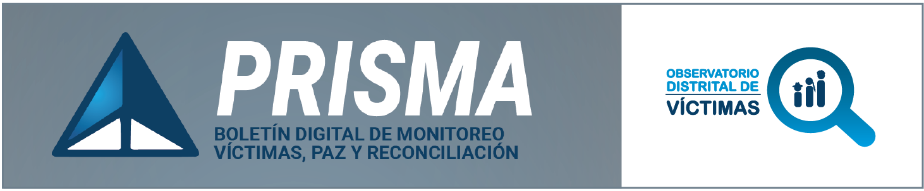 PRISMA
BOLETÍN DIGITAL DE MONITOREO
VÍCTIMAS, PAZ Y RECONCILIACIÓN
OBSERVATORIO
DISTRITAL DE
VÍCTIMAS